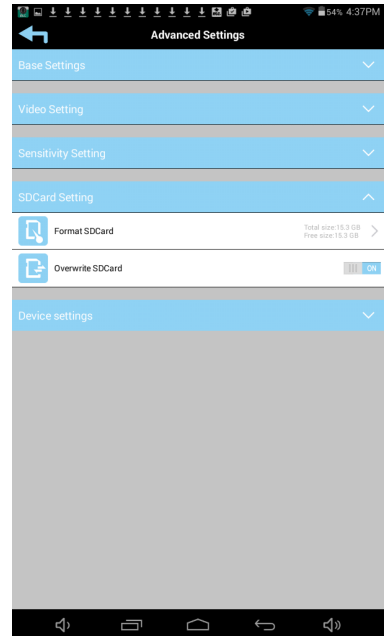 54% 4:37PM
Advanced Settings
Base Settings
Video Setting
Sensitivity Setting
SDCard Setting
Format SDCard
Total size:15.3 GB
Free size:15.3 GB
Overwrite SDCard
ON
Device settings